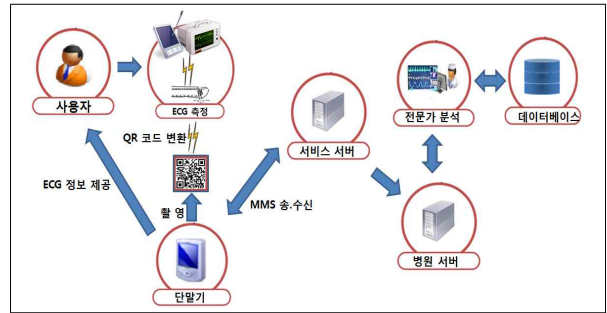 사용자
ECG 측정
QR 코드 변환
ECG 정보 제공
촬 영
단말기
MMS 송.수신
서비스 서버
전문가 분석
데이터베이스
병원 서버